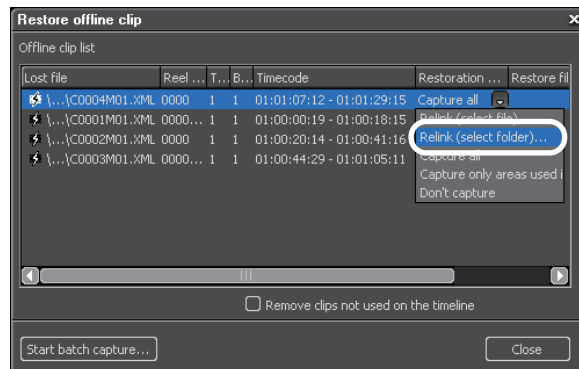 Restore offline clip x
Offline clip list
Lost file Reel ... T... B... Timecode Restoration ... Restore fil
\...\C0004M01.XML 0000 1 1 01:01:07:12 - 01:01:29:15 Capture all
\...\C0001M01.XML 0000... 1 1 01:00:00:19 - 01:00:18:15 Relink (select file)...
\...\C0002M01.XML 0000 1 1 01:00:20:14 - 01:00:41:16 Relink (select folder)...
\...\C0003M01.XML 0000... 1 1 01:00:44:29 - 01:01:05:11 Capture all
Capture only areas used i
Don't capture
Remove clips not used on the timeline
Start batch capture... Close